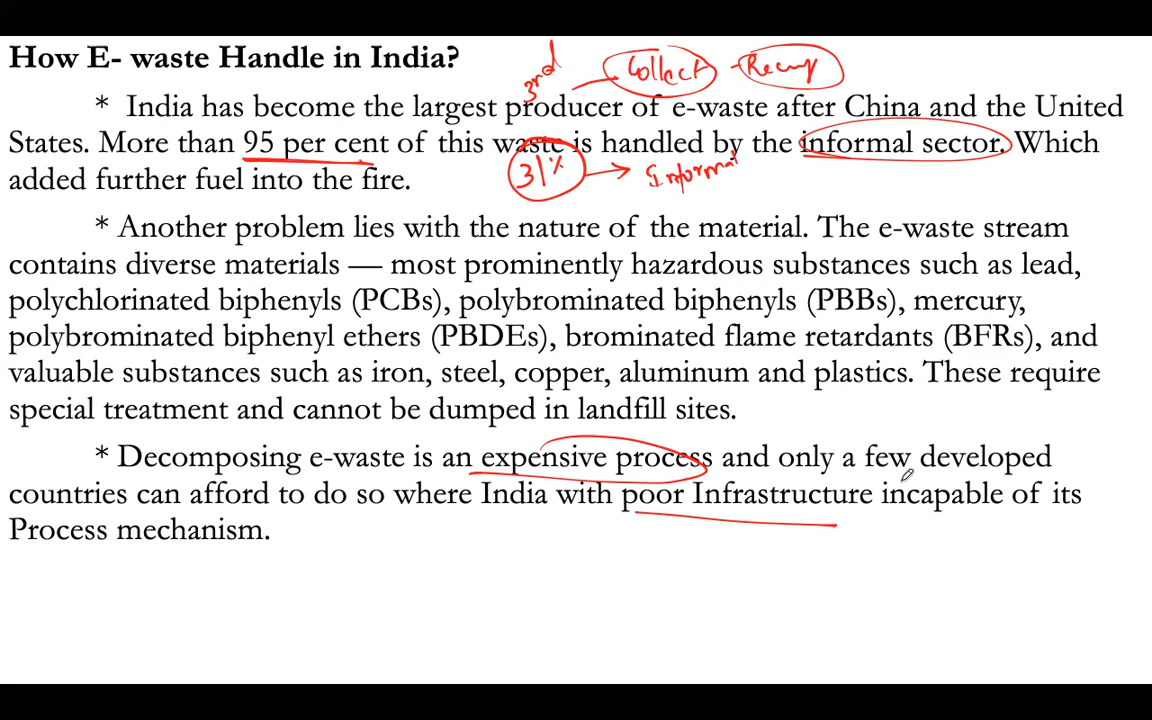 How E- waste Handle in India?
3rd
Collect
* India has become the largest producer of e-waste after China and the United
States. More than 95 per cent of this waste is handled by the informal sector. Which
31%
Informal
added further fuel into the fire.
* Another problem lies with the nature of the material. The e-waste stream
contains diverse materials — most prominently hazardous substances such as lead,
polychlorinated biphenyls (PCBs), polybrominated biphenyls (PBBs), mercury,
polybrominated biphenyl ethers (PBDEs), brominated flame retardants (BFRs), and
valuable substances such as iron, steel, copper, aluminum and plastics. These require
special treatment and cannot be dumped in landfill sites.
* Decomposing e-waste is an expensive process and only a few developed
countries can afford to do so where India with poor Infrastructure incapable of its
Process mechanism.